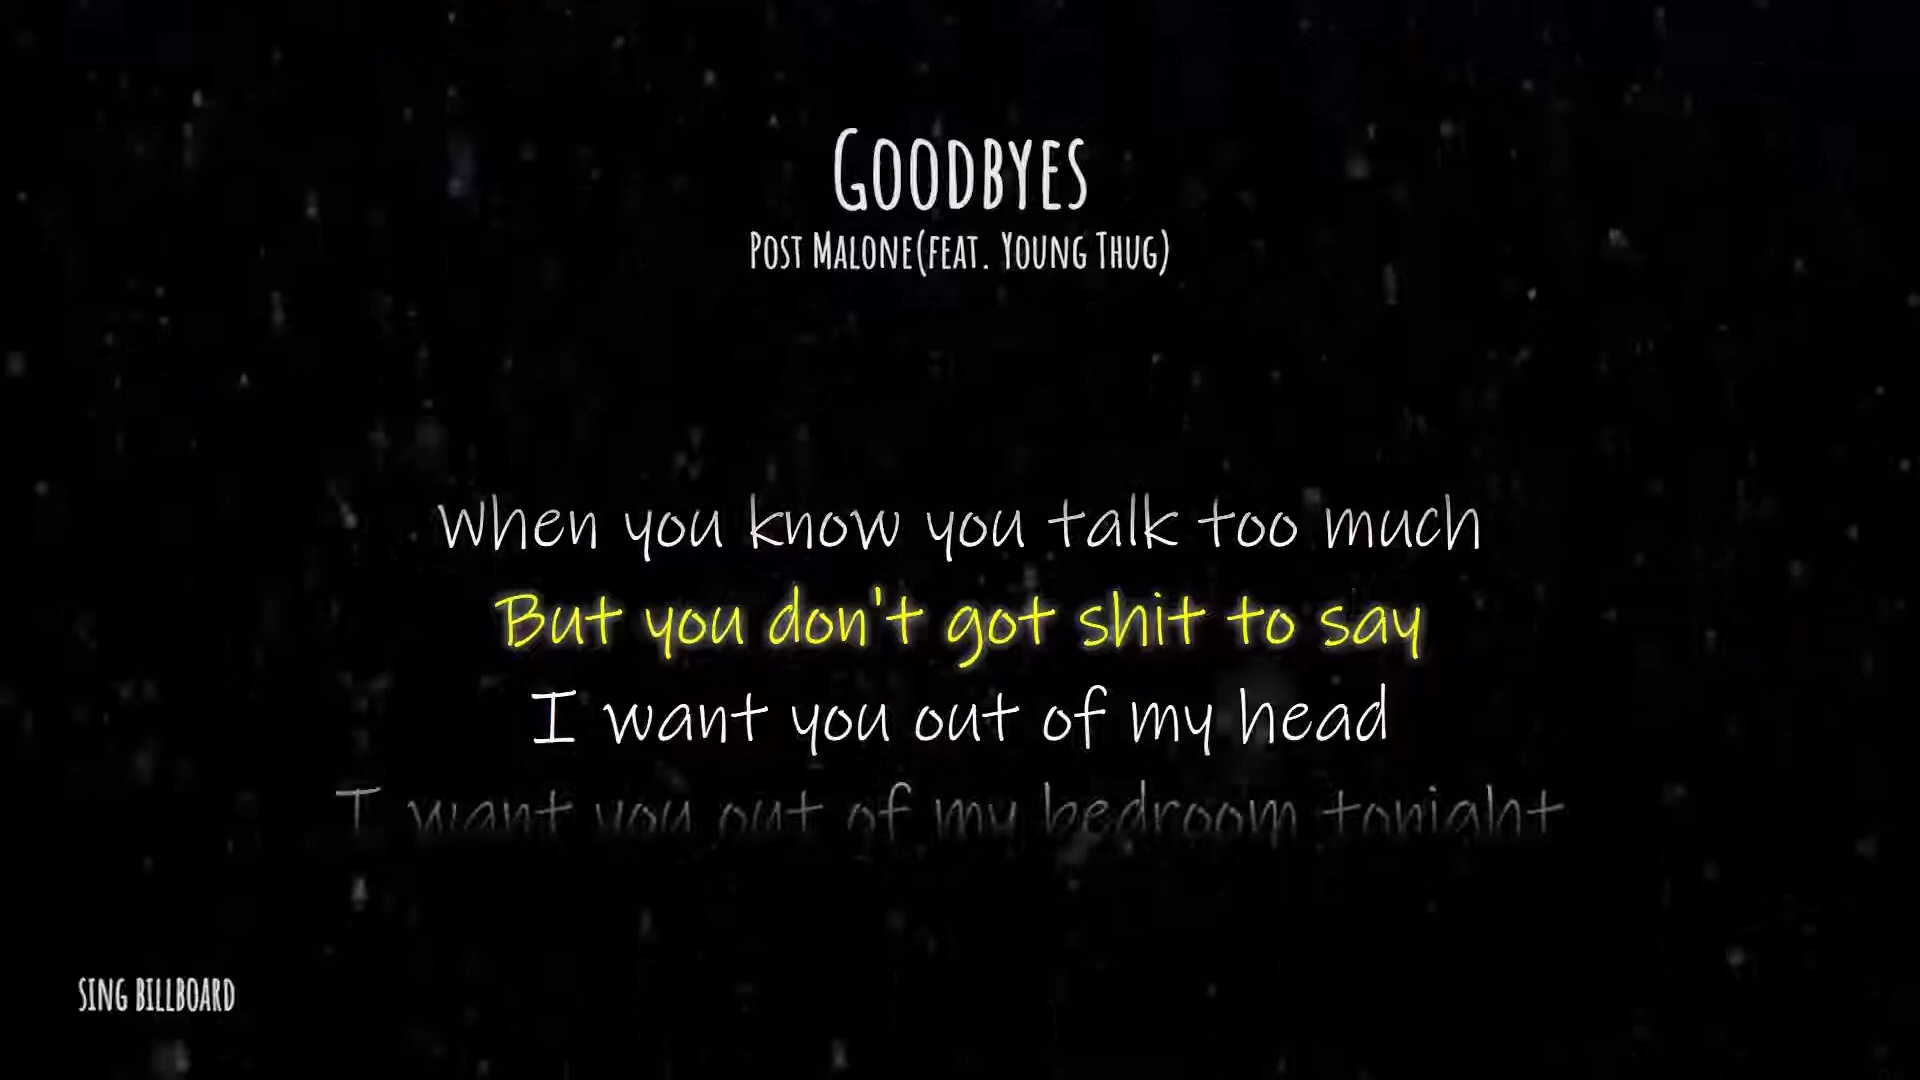 Goodbyes
Post Malone(feat. Young Thug)
When you know you talk too much
But you don't got shit to say
I want you out of my head
I want you out of my bedroom tonight
SING BILLBOARD